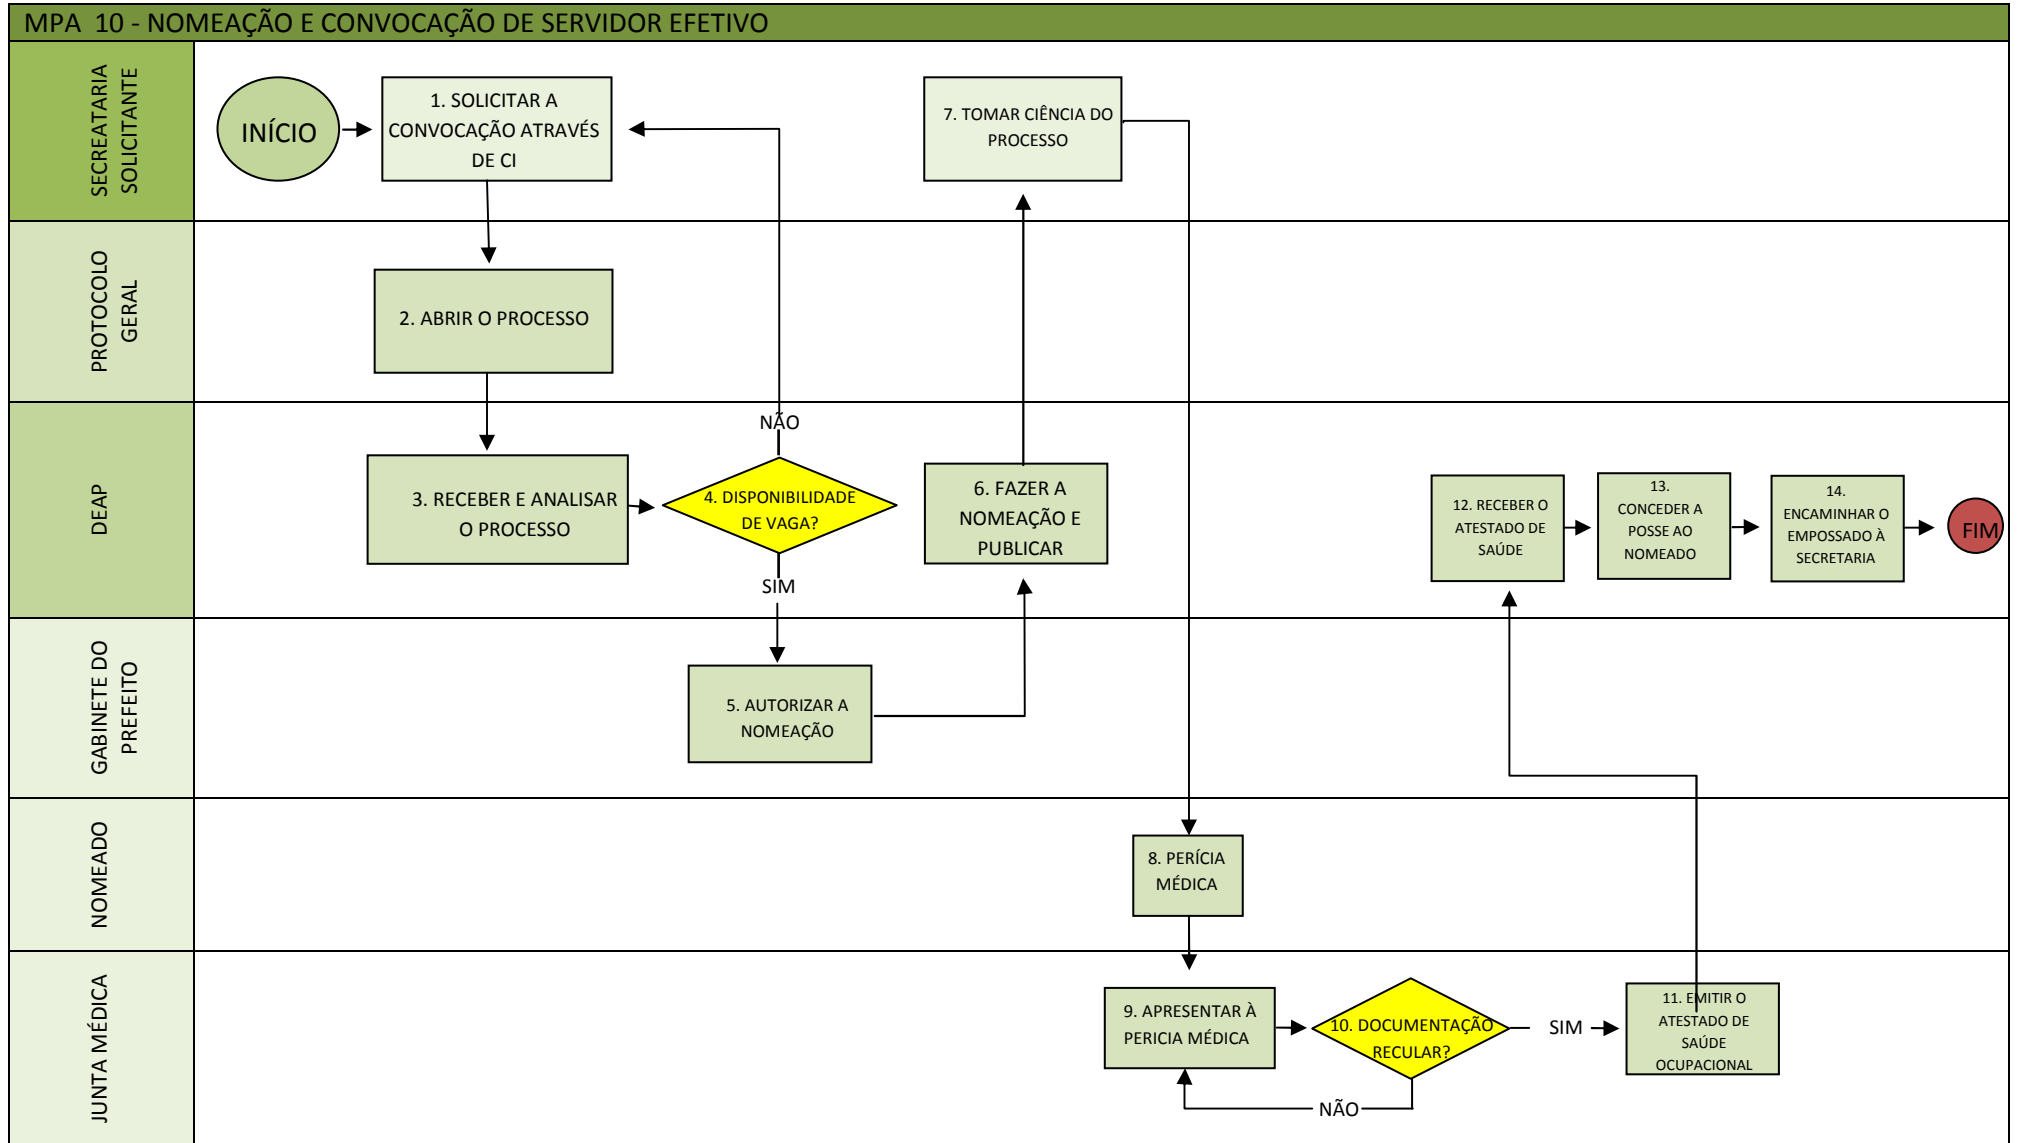 MPA  10 - NOMEAÇÃO E CONVOCAÇÃO DE SERVIDOR EFETIVO
SECREATARIA
SOLICITANTE
INÍCIO
1. SOLICITAR A
CONVOCAÇÃO ATRAVÉS
DE CI
7. TOMAR CIÊNCIA DO
PROCESSO
PROTOCOLO
GERAL
2. ABRIR O PROCESSO
DEAP
3. RECEBER E ANALISAR
O PROCESSO
NÃO
4. DISPONIBILIDADE
DE VAGA?
SIM
6. FAZER A
NOMEAÇÃO E
PUBLICAR
12. RECEBER O
ATESTADO DE
SAÚDE
13.
CONCEDER A
POSSE AO
NOMEADO
14.
ENCAMINHAR O
EMPOSSADO À
SECRETARIA
FIM
GABINETE DO
PREFEITO
5. AUTORIZAR A
NOMEAÇÃO
NOMEADO
8. PERÍCIA
MÉDICA
JUNTA MÉDICA
9. APRESENTAR À
PERICIA MÉDICA
10. DOCUMENTAÇÃO
RECULAR?
SIM
NÃO
11. EMITIR O
ATESTADO DE
SAÚDE
OCUPACIONAL